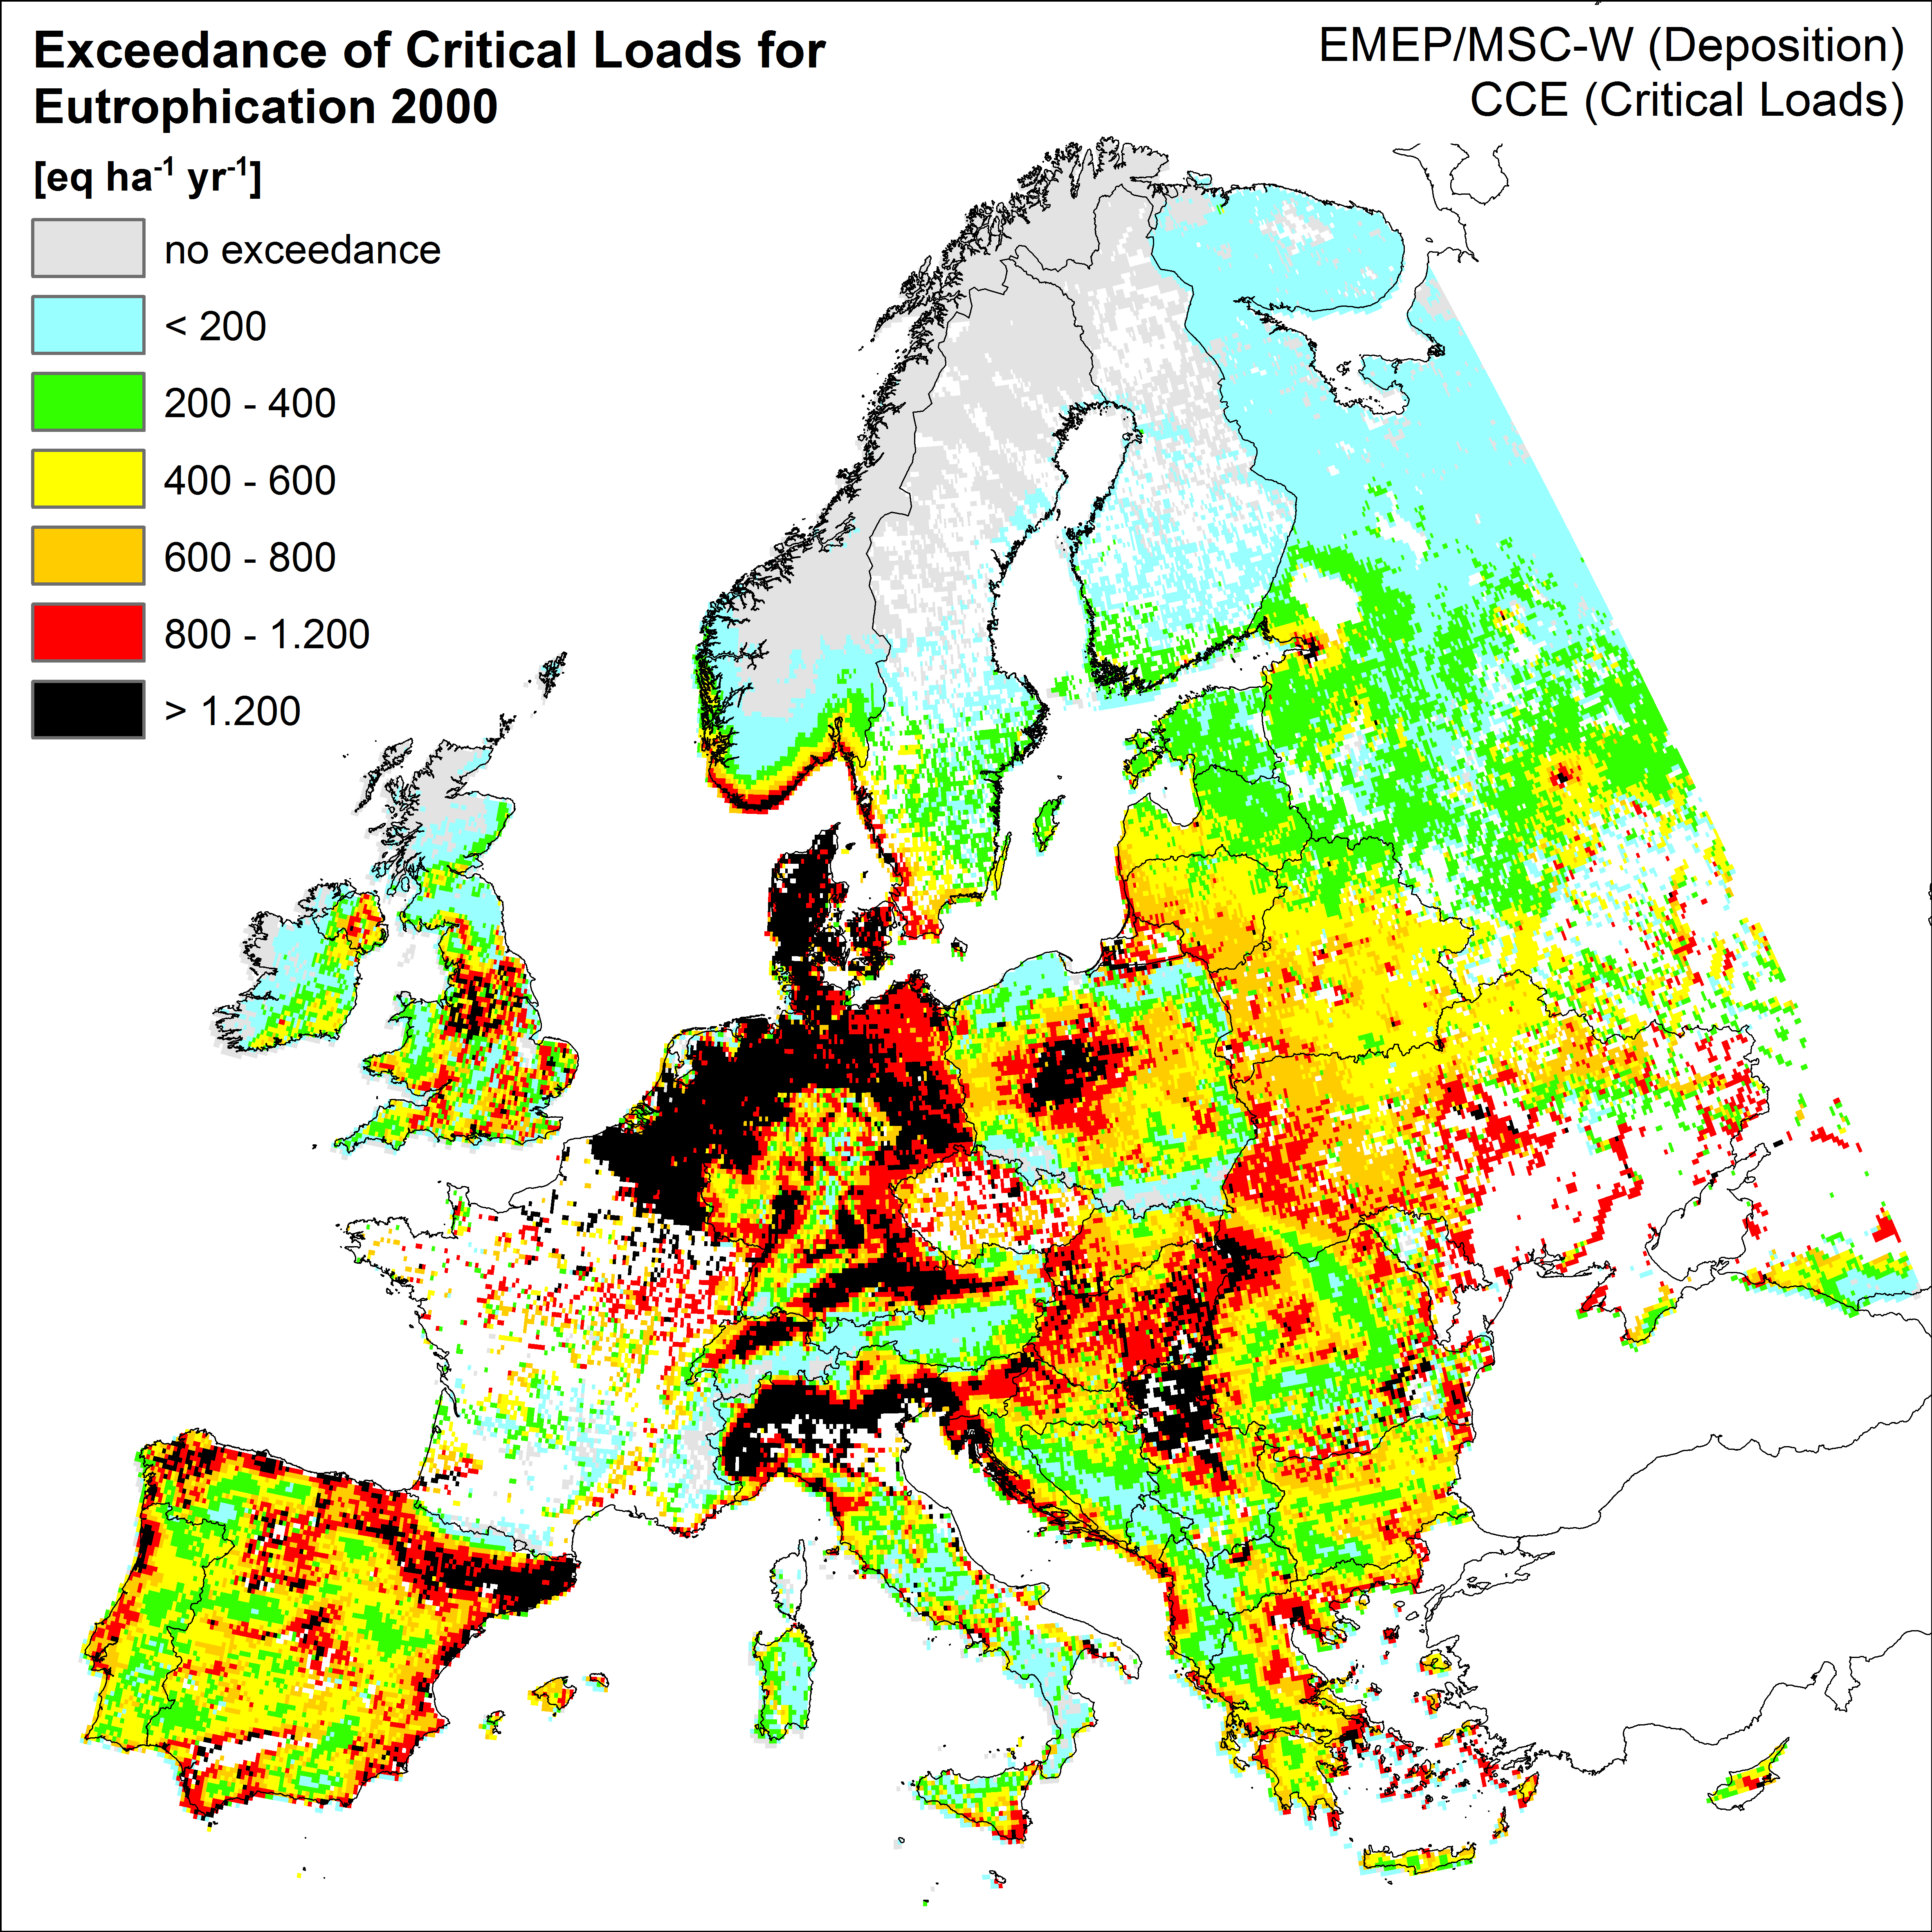 Exceedance of Critical Loads for
Eutrophication 2000
EMEP/MSC-W (Deposition)
CCE (Critical Loads)
[eq ha⁻¹ yr⁻¹]
no exceedance
< 200
200 - 400
400 - 600
600 - 800
800 - 1.200
> 1.200